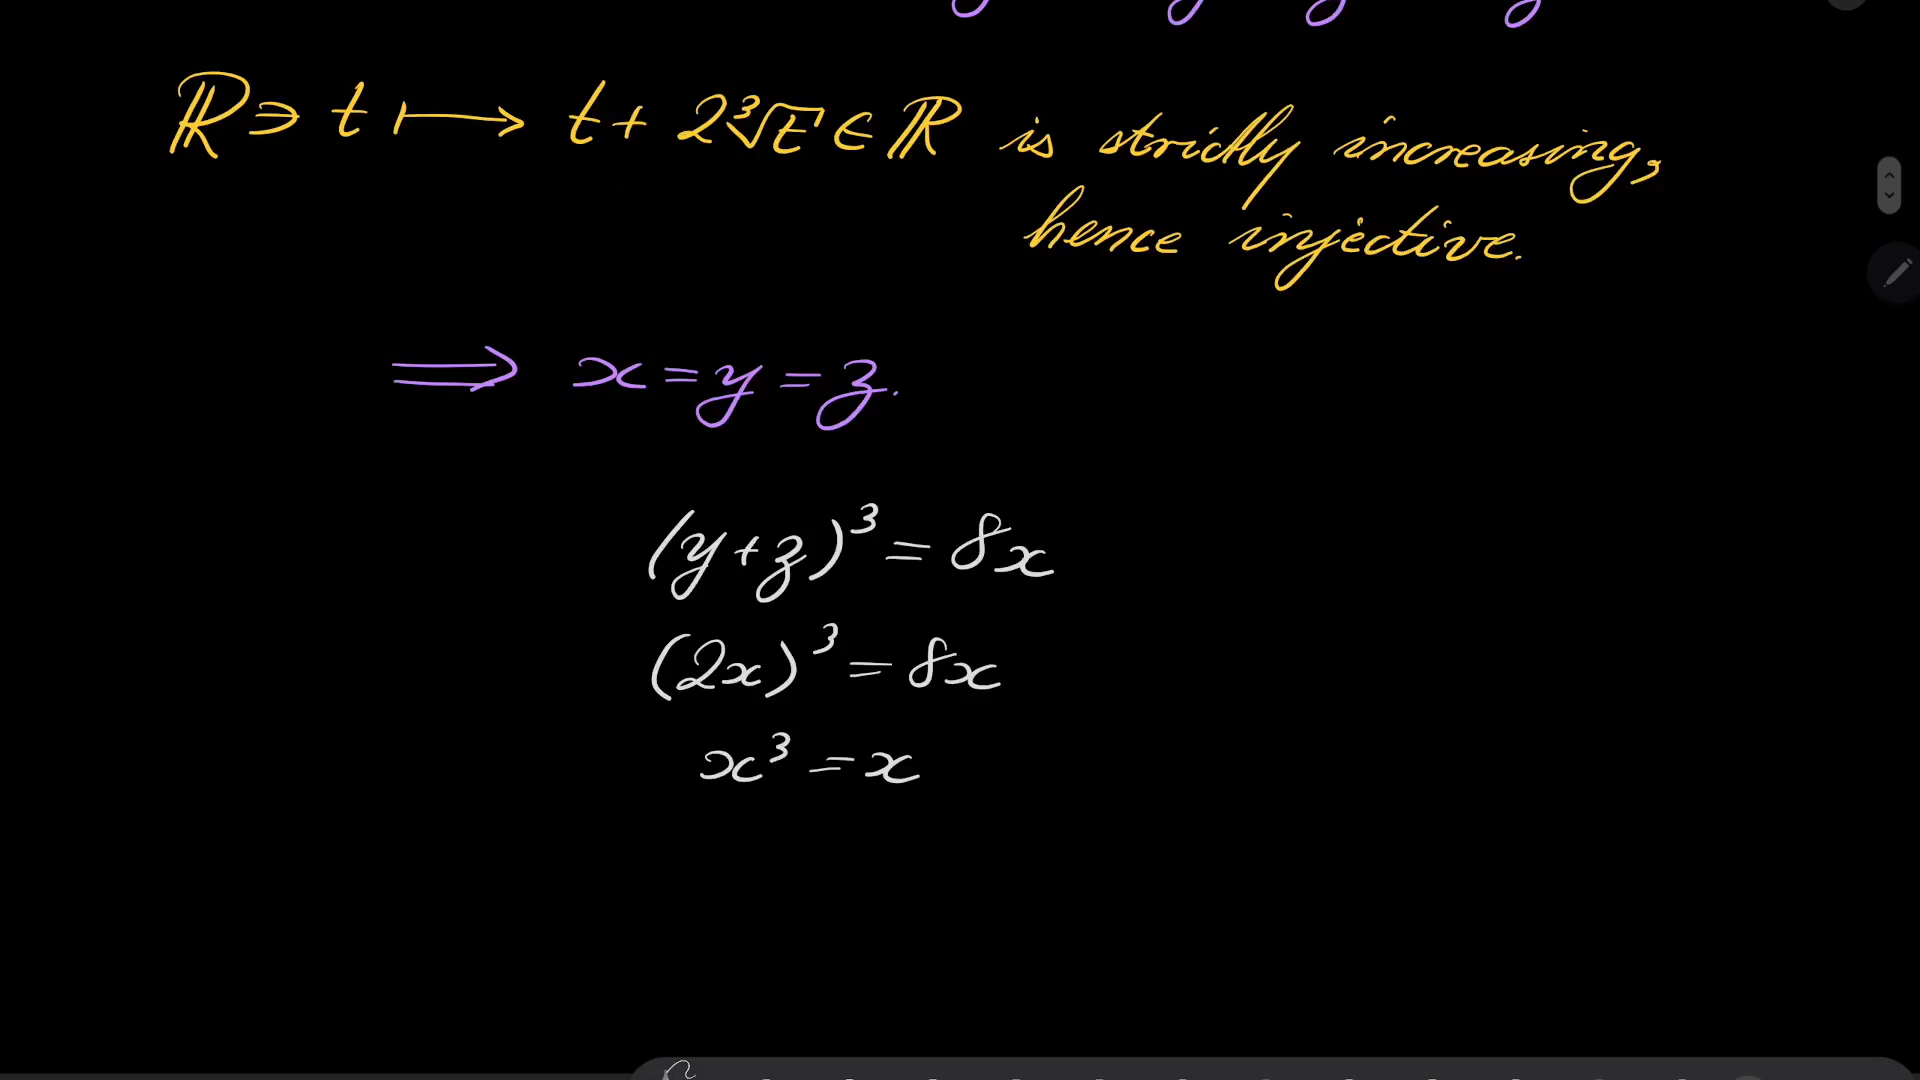 ℝ∋ t ⟼ t + 2∛t ∈ ℝ is strictly increasing,
hence injective.
⟹ x = y = z.
(y+z)³ = 8x
(2x)³ = 8x
x³ = x